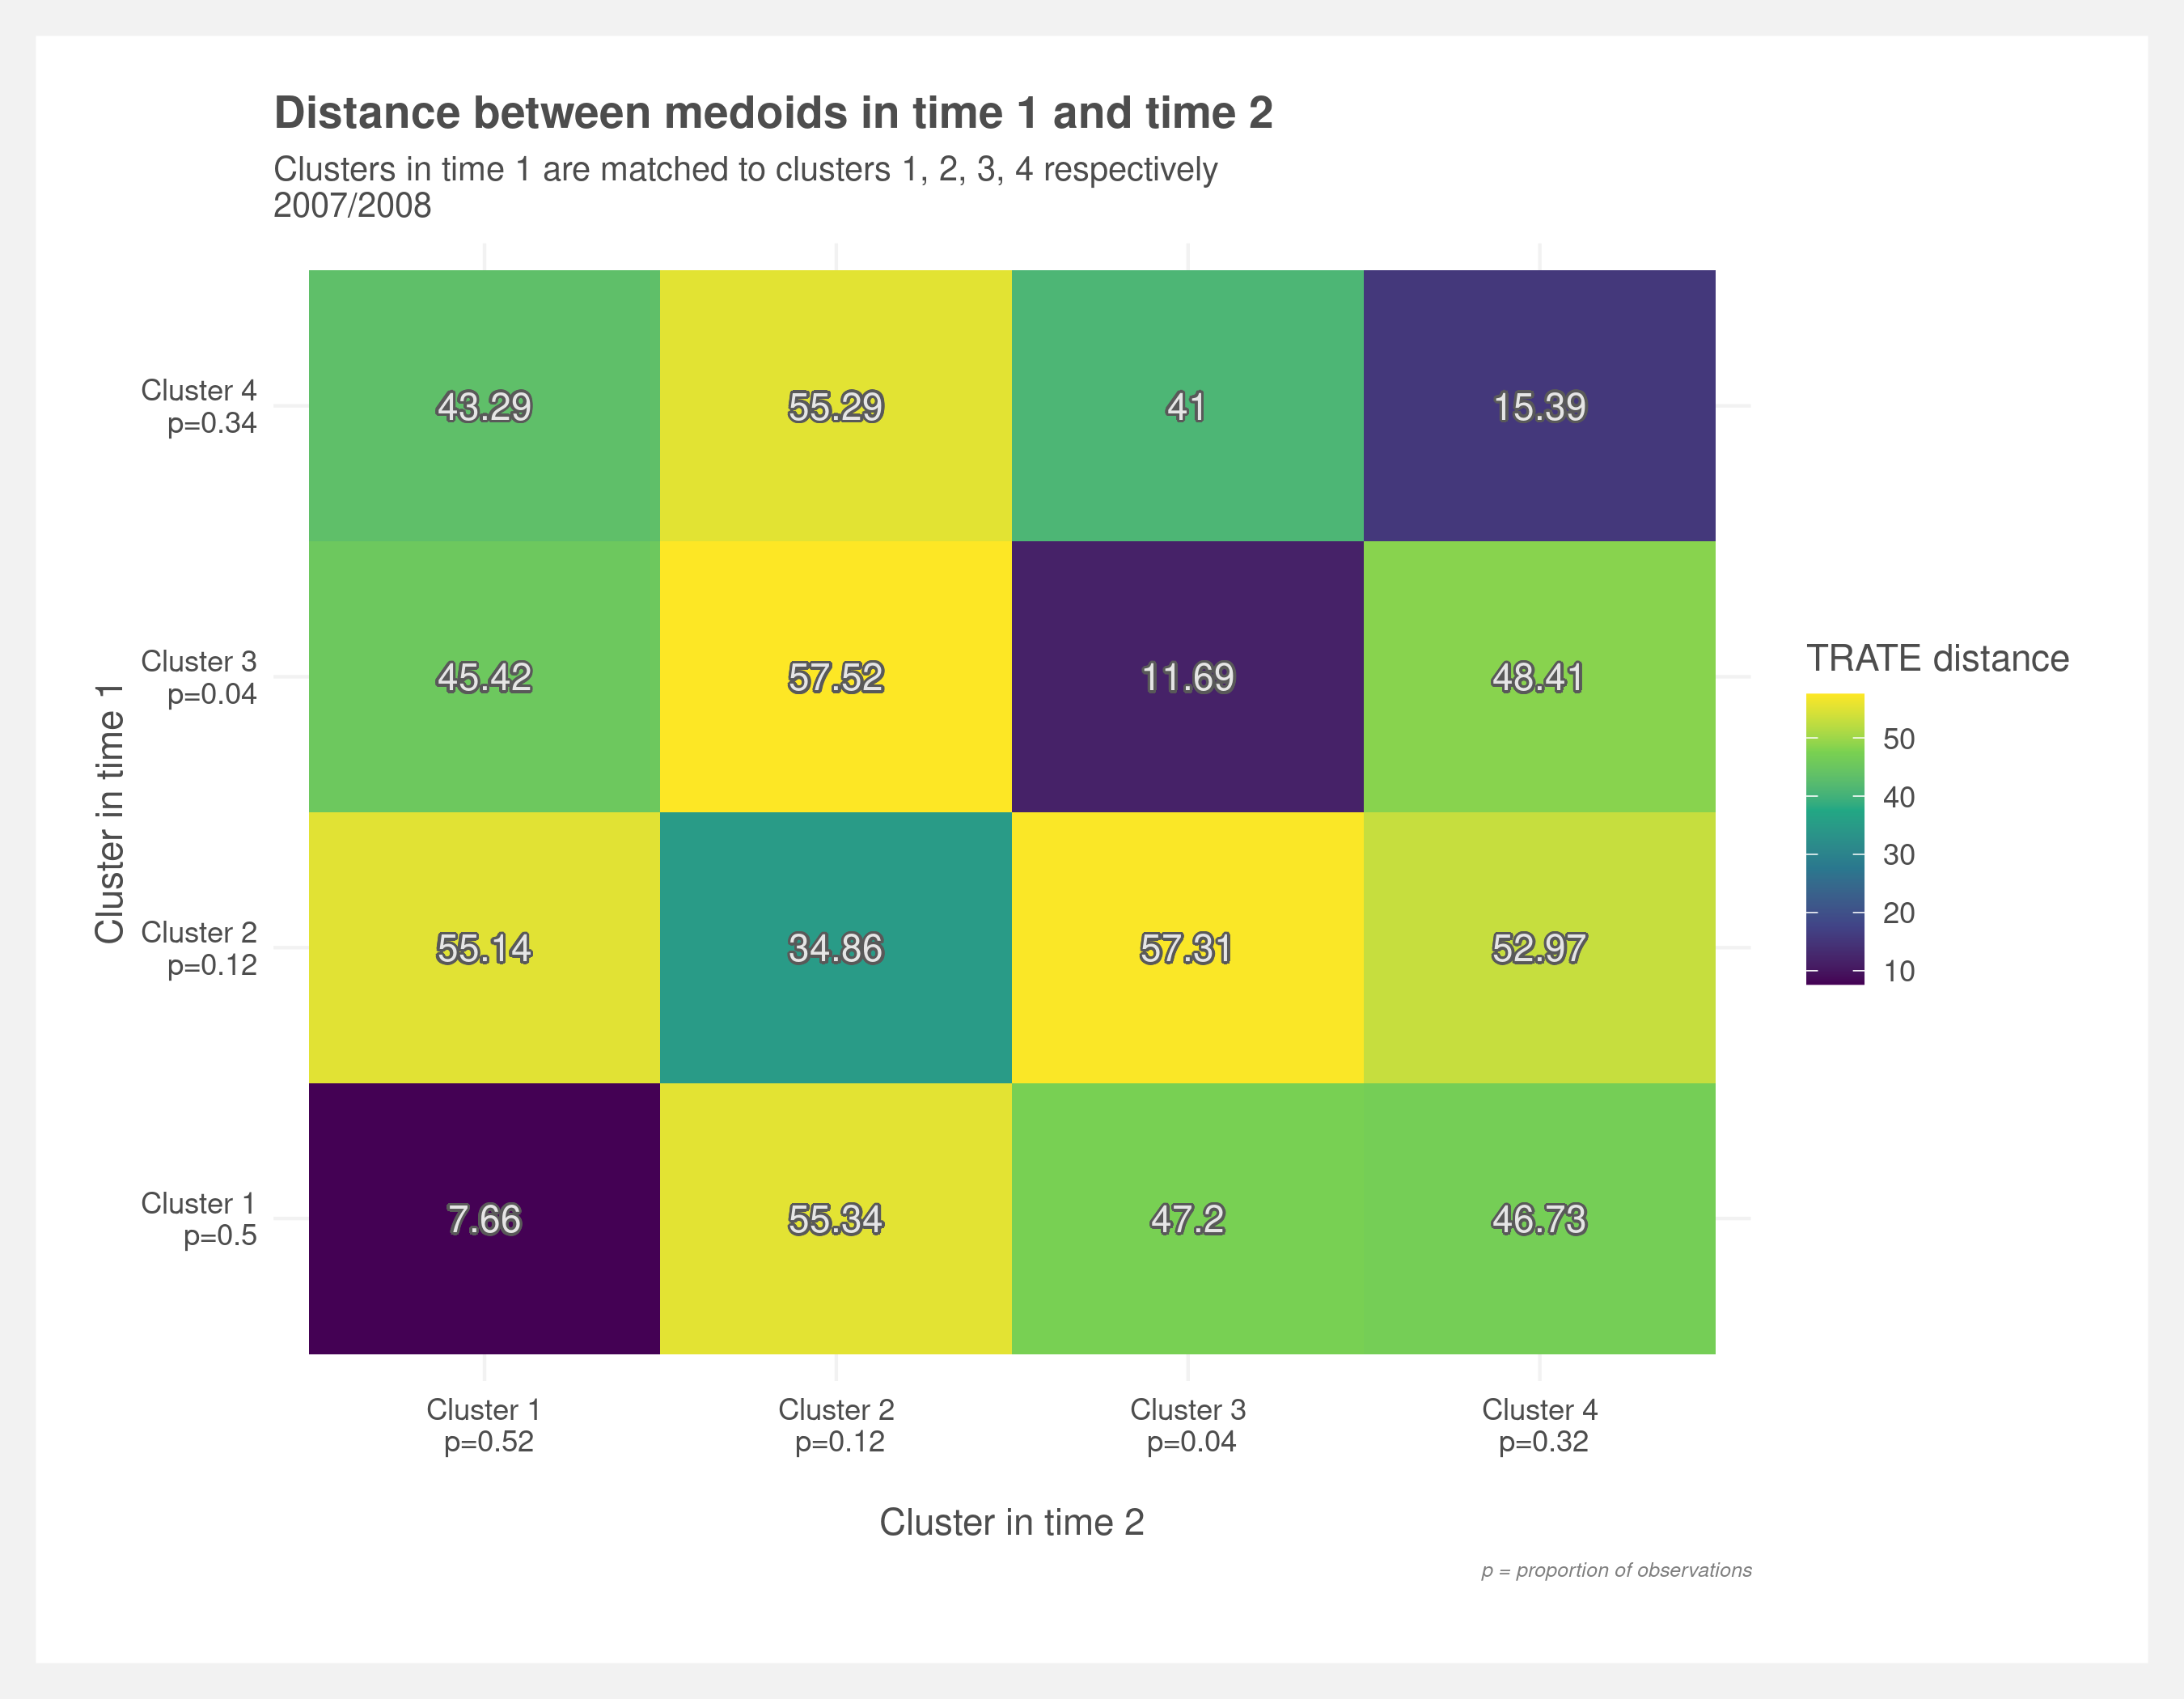 Distance between medoids in time 1 and time 2
Clusters in time 1 are matched to clusters 1, 2, 3, 4 respectively
2007/2008
Cluster in time 1
Cluster 4
p=0.34
43.29 55.29 41 15.39
Cluster 3
p=0.04
45.42 57.52 11.69 48.41
Cluster 2
p=0.12
55.14 34.86 57.31 52.97
Cluster 1
p=0.5
7.66 55.34 47.2 46.73
Cluster 1 Cluster 2 Cluster 3 Cluster 4
p=0.52 p=0.12 p=0.04 p=0.32
Cluster in time 2
TRATE distance
50
40
30
20
10
p = proportion of observations